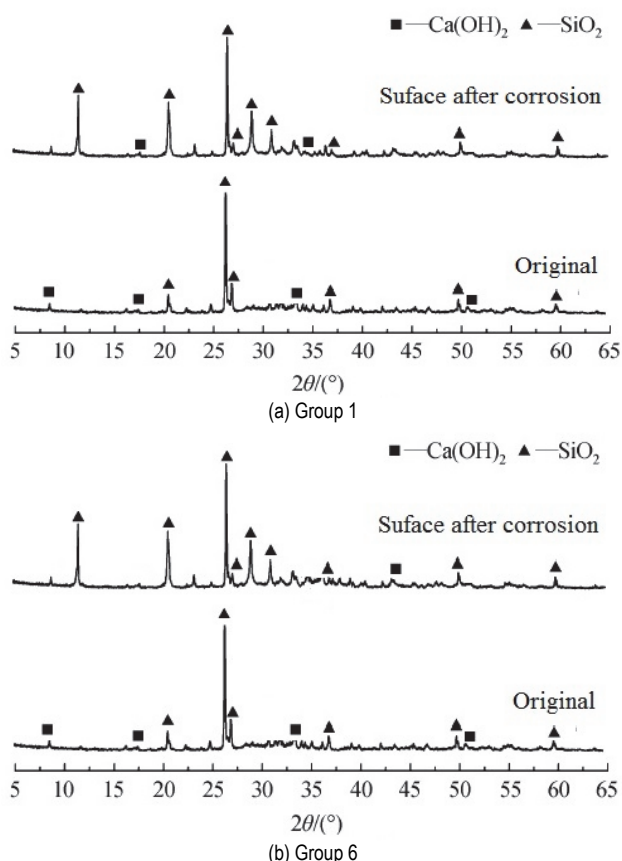 ■—Ca(OH)₂ ▲—SiO₂
Suface after corrosion
Original
5 10 15 20 25 30 35 40 45 50 55 60 65
2θ/(°)
(a) Group 1
■—Ca(OH)₂ ▲—SiO₂
Suface after corrosion
Original
5 10 15 20 25 30 35 40 45 50 55 60 65
2θ/(°)
(b) Group 6